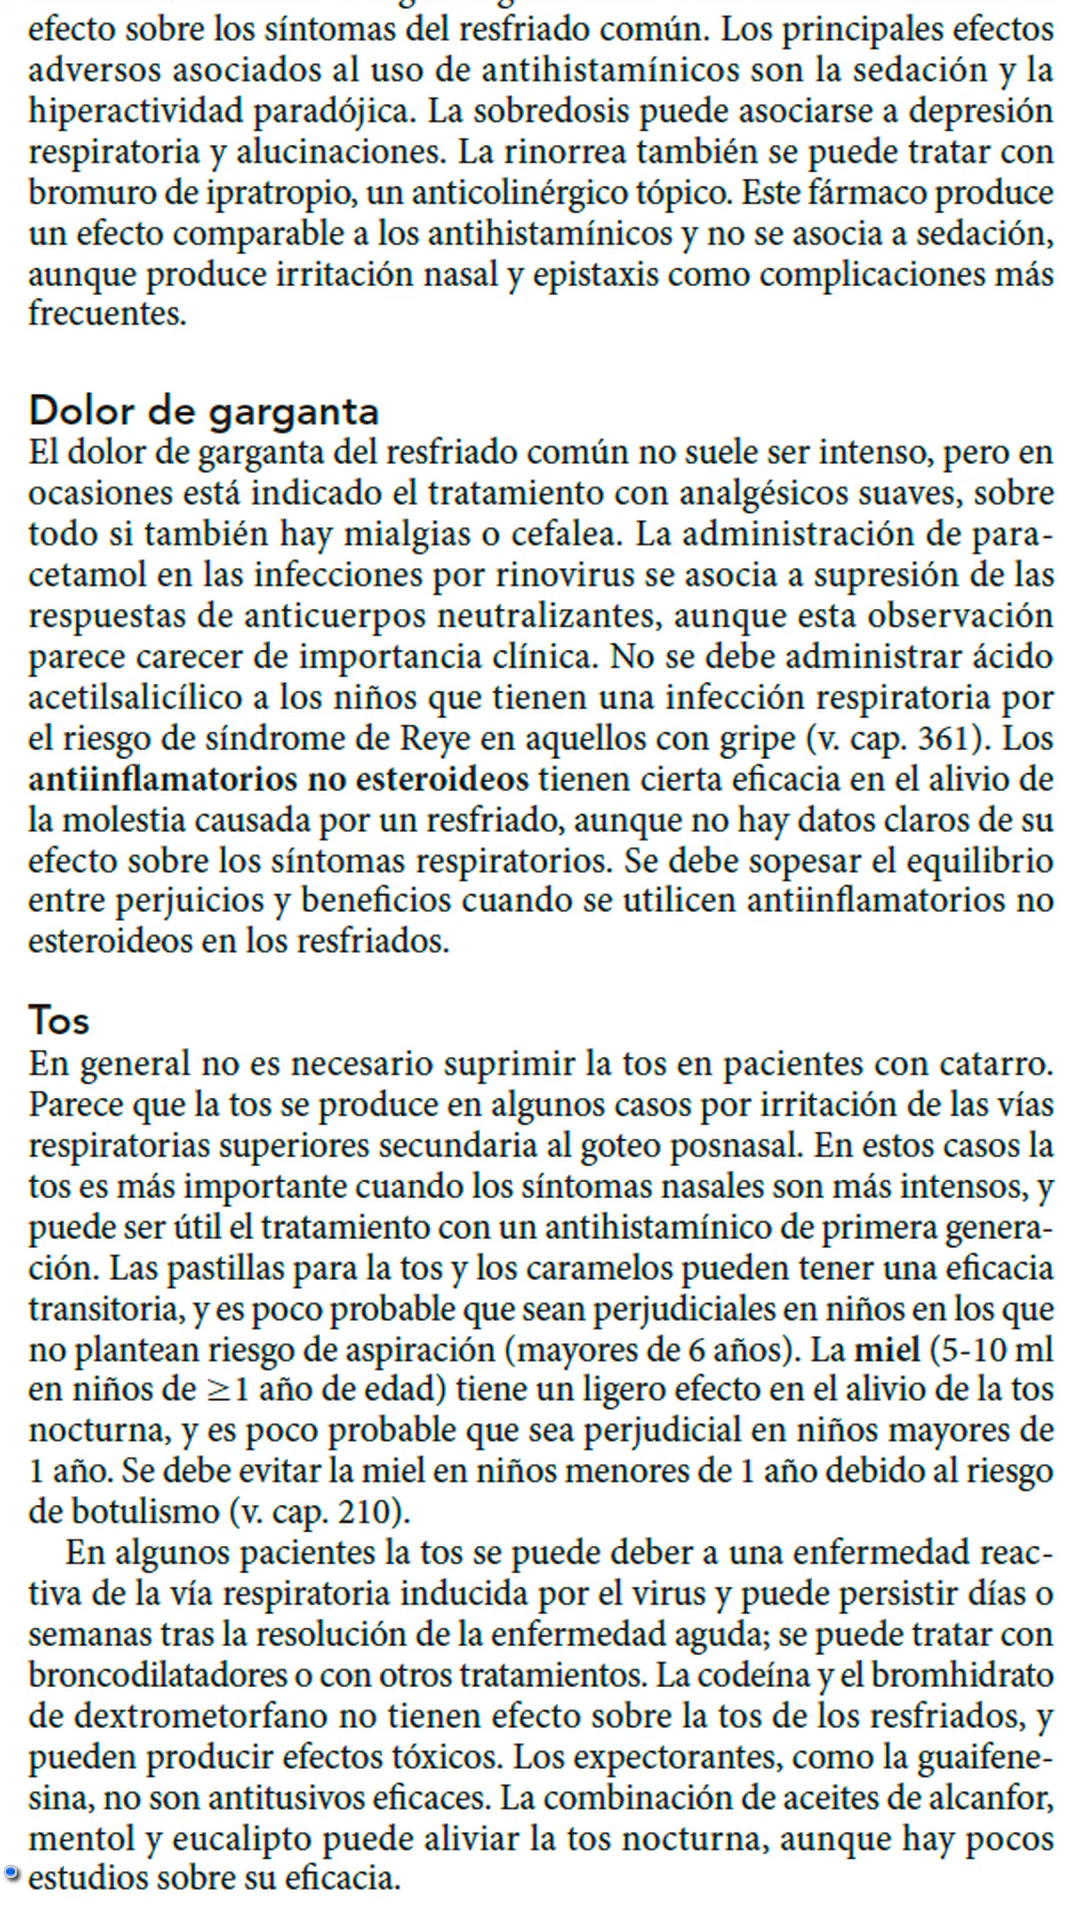 efecto sobre los síntomas del resfriado común. Los principales efectos
adversos asociados al uso de antihistamínicos son la sedación y la
hiperactividad paradójica. La sobredosis puede asociarse a depresión
respiratoria y alucinaciones. La rinorrea también se puede tratar con
bromuro de ipratropio, un anticolinérgico tópico. Este fármaco produce
un efecto comparable a los antihistamínicos y no se asocia a sedación,
aunque produce irritación nasal y epistaxis como complicaciones más
frecuentes.
Dolor de garganta
El dolor de garganta del resfriado común no suele ser intenso, pero en
ocasiones está indicado el tratamiento con analgésicos suaves, sobre
todo si también hay mialgias o cefalea. La administración de para-
cetamol en las infecciones por rinovirus se asocia a supresión de las
respuestas de anticuerpos neutralizantes, aunque esta observación
parece carecer de importancia clínica. No se debe administrar ácido
acetilsalicílico a los niños que tienen una infección respiratoria por
el riesgo de síndrome de Reye en aquellos con gripe (v. cap. 361). Los
antiinflamatorios no esteroideos tienen cierta eficacia en el alivio de
la molestia causada por un resfriado, aunque no hay datos claros de su
efecto sobre los síntomas respiratorios. Se debe sopesar el equilibrio
entre perjuicios y beneficios cuando se utilicen antiinflamatorios no
esteroideos en los resfriados.
Tos
En general no es necesario suprimir la tos en pacientes con catarro.
Parece que la tos se produce en algunos casos por irritación de las vías
respiratorias superiores secundaria al goteo posnasal. En estos casos la
tos es más importante cuando los síntomas nasales son más intensos, y
puede ser útil el tratamiento con un antihistamínico de primera genera-
ción. Las pastillas para la tos y los caramelos pueden tener una eficacia
transitoria, y es poco probable que sean perjudiciales en niños en los que
no plantean riesgo de aspiración (mayores de 6 años). La miel (5-10 ml
en niños de ≥1 año de edad) tiene un ligero efecto en el alivio de la tos
nocturna, y es poco probable que sea perjudicial en niños mayores de
1 año. Se debe evitar la miel en niños menores de 1 año debido al riesgo
de botulismo (v. cap. 210).
En algunos pacientes la tos se puede deber a una enfermedad reac-
tiva de la vía respiratoria inducida por el virus y puede persistir días o
semanas tras la resolución de la enfermedad aguda; se puede tratar con
broncodilatadores o con otros tratamientos. La codeína y el bromhidrato
de dextrometorfano no tienen efecto sobre la tos de los resfriados, y
pueden producir efectos tóxicos. Los expectorantes, como la guaifene-
sina, no son antitusivos eficaces. La combinación de aceites de alcanfor,
mentol y eucalipto puede aliviar la tos nocturna, aunque hay pocos
estudios sobre su eficacia.